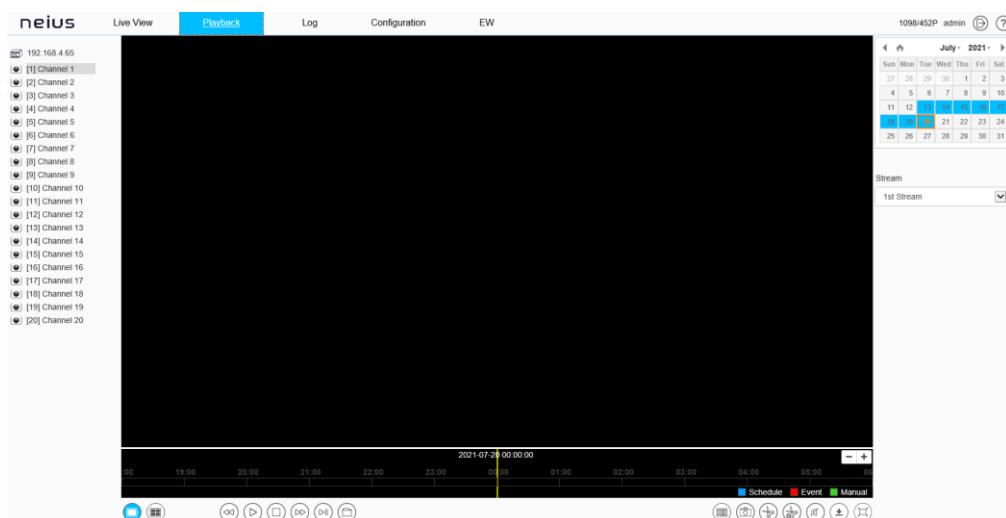 neius Live View Playback Log Configuration EW 1098/452P admin
192.168.4.65
[1] Channel 1
[2] Channel 2
[3] Channel 3
[4] Channel 4
[5] Channel 5
[6] Channel 6
[7] Channel 7
[8] Channel 8
[9] Channel 9
[10] Channel 10
[11] Channel 11
[12] Channel 12
[13] Channel 13
[14] Channel 14
[15] Channel 15
[16] Channel 16
[17] Channel 17
[18] Channel 18
[19] Channel 19
[20] Channel 20
July 2021
Sun Mon Tue Wed Thu Fri Sat
27 28 29 30 1 2 3
4 5 6 7 8 9 10
11 12 13 14 15 16 17
18 19 20 21 22 23 24
25 26 27 28 29 30 31
Stream
1st Stream
2021-07-20 00:00:00
:00 19:00 20:00 21:00 22:00 23:00 00:00 01:00 02:00 03:00 04:00 05:00 06
Schedule Event Manual